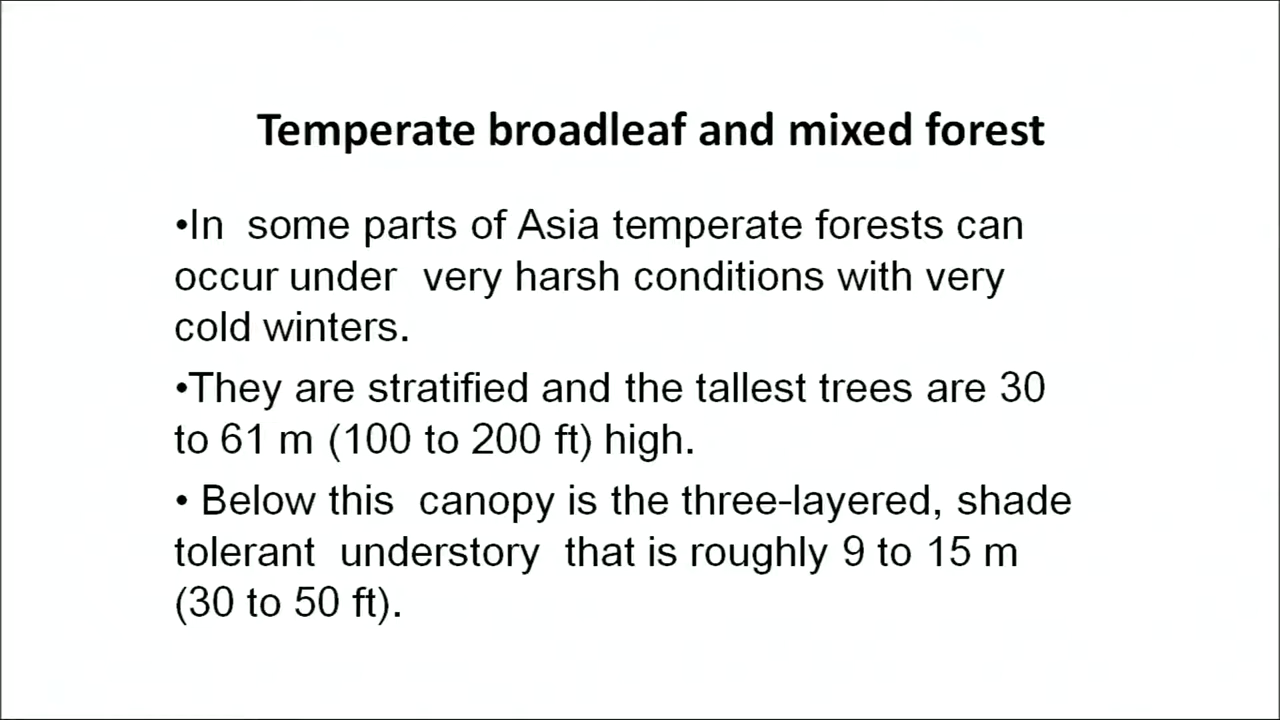 Temperate broadleaf and mixed forest
•In some parts of Asia temperate forests can
occur under very harsh conditions with very
cold winters.
•They are stratified and the tallest trees are 30
to 61 m (100 to 200 ft) high.
• Below this canopy is the three-layered, shade
tolerant understory that is roughly 9 to 15 m
(30 to 50 ft).